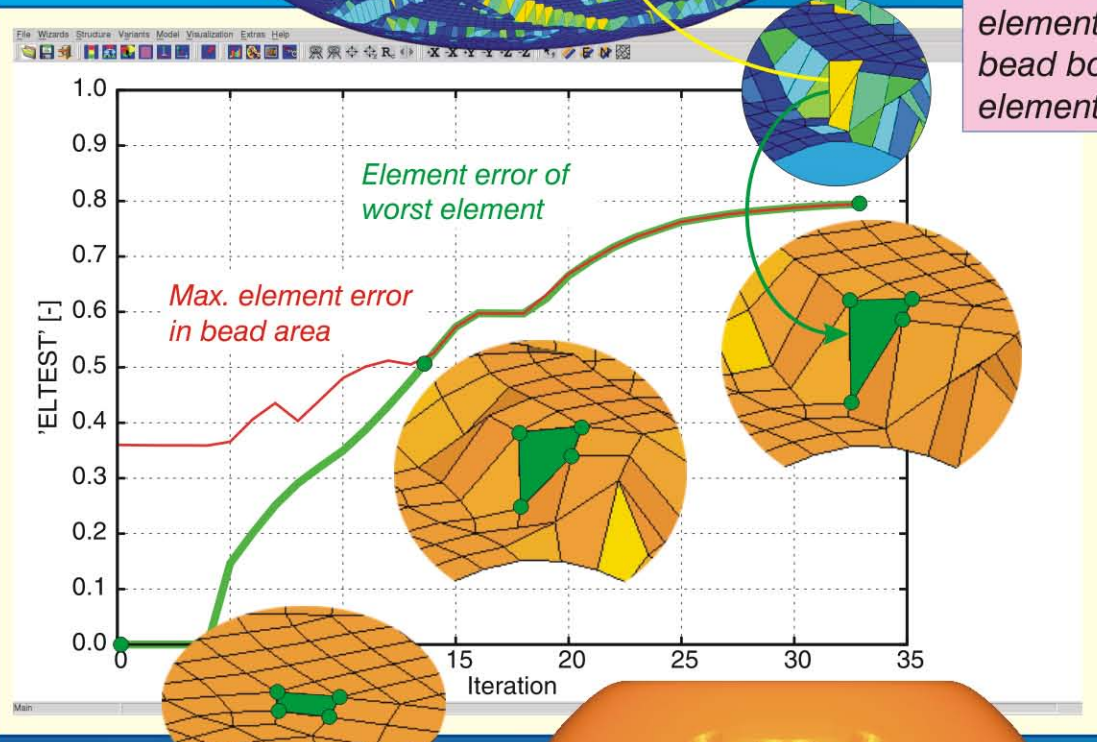 element
bead bo
element
File Wizards Structure Variants Model Visualization Extras Help
-X X -Y Y -Z Z
1.0
0.9
0.8
0.7
0.6
0.5
0.4
0.3
0.2
0.1
0.0
'ELTEST' [-]
Element error of
worst element
Max. element error
in bead area
0 15 20 25 30 35
Iteration
Main